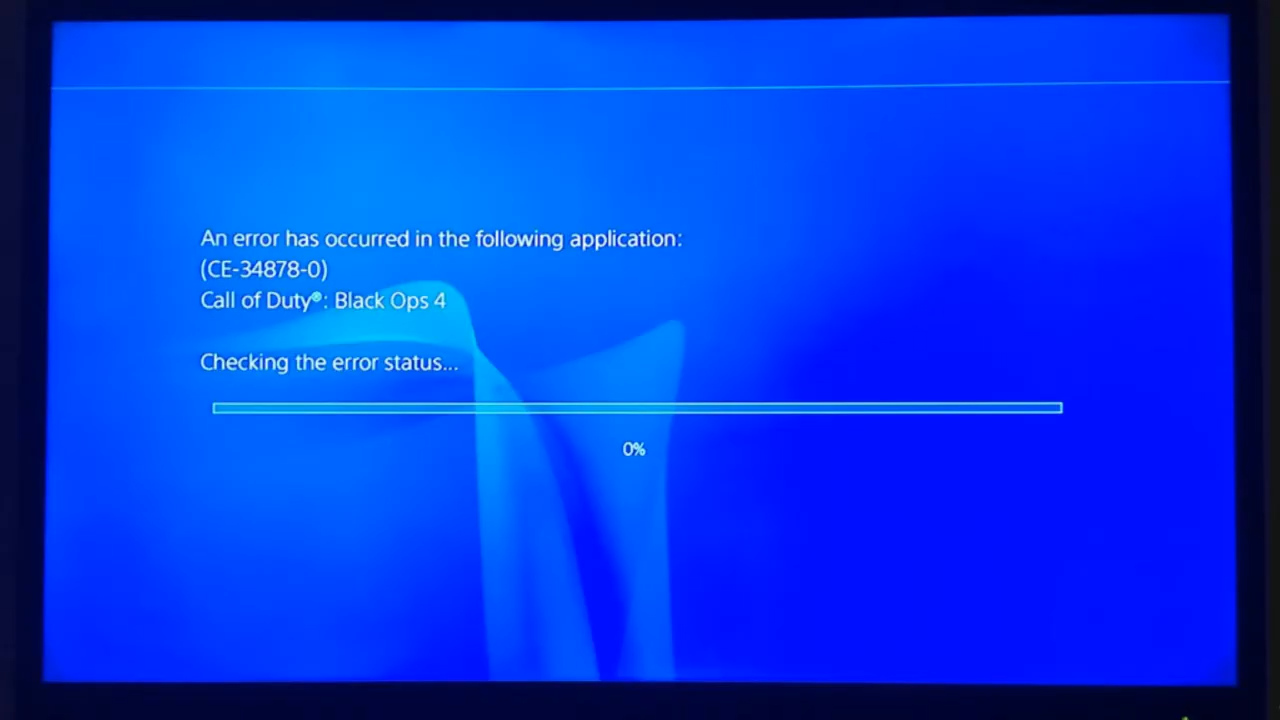 An error has occurred in the following application:
(CE-34878-0)
Call of Duty®: Black Ops 4
Checking the error status...
0%